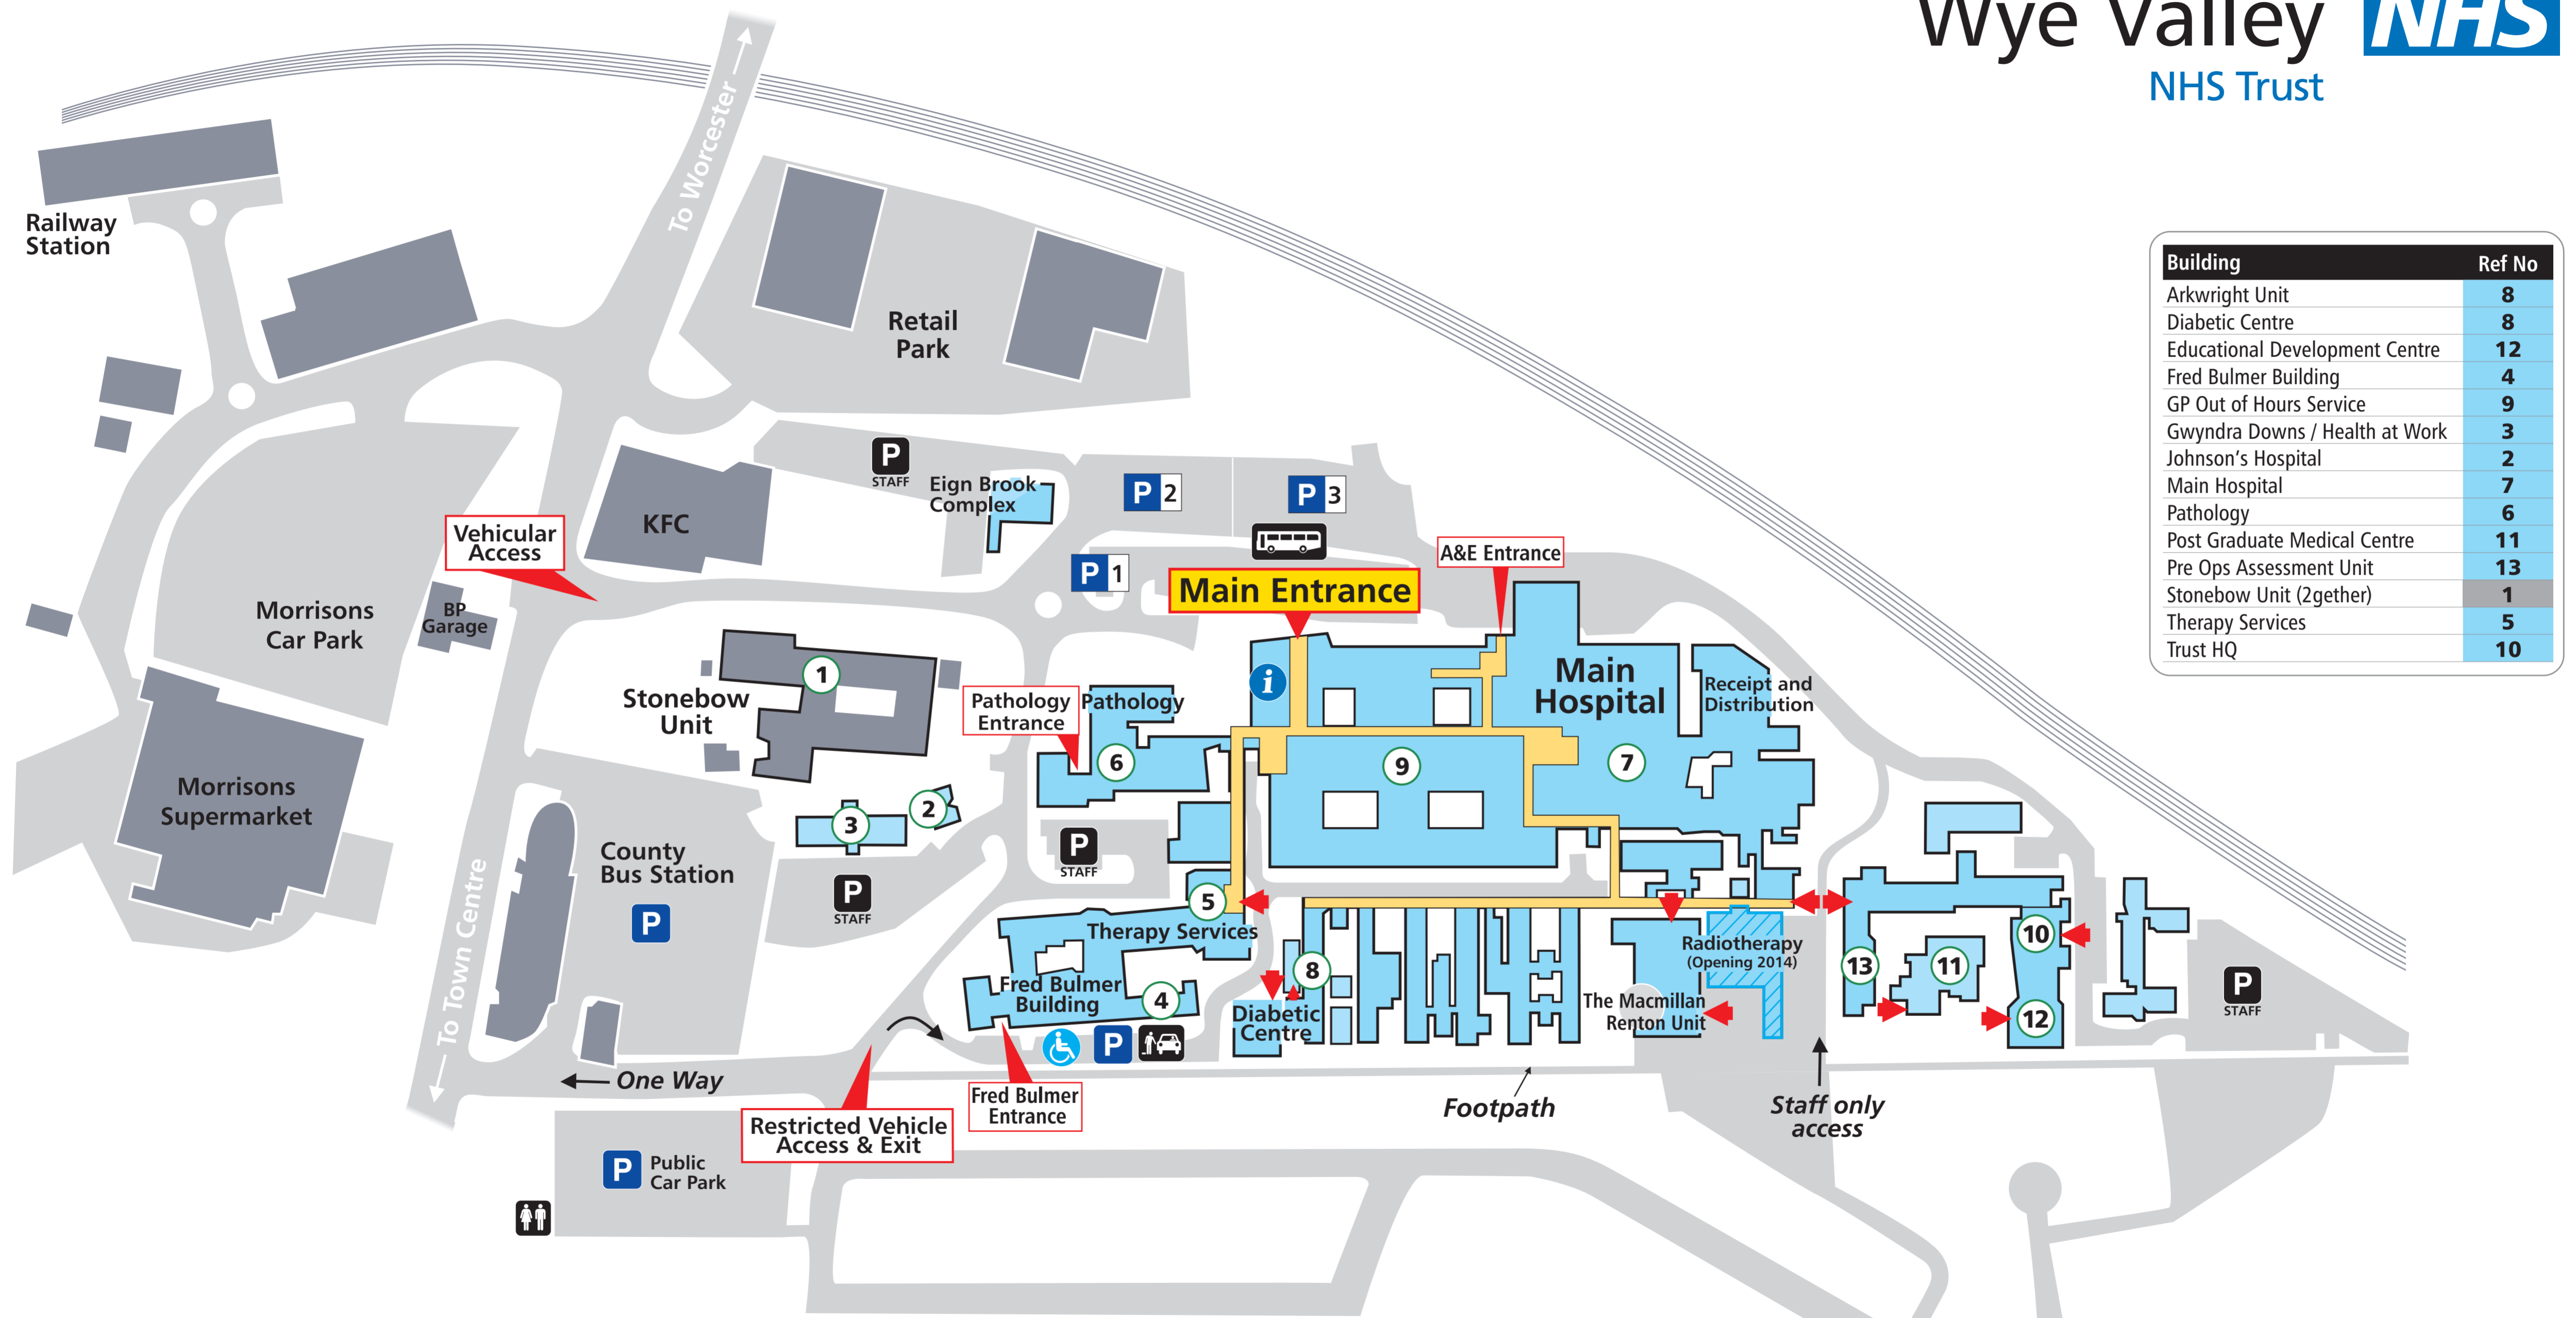 Wye Valley NHS
NHS Trust
To Worcester
Railway
Station
Retail
Park
Building Ref No
Arkwright Unit 8
Diabetic Centre 8
Educational Development Centre 12
Fred Bulmer Building 4
GP Out of Hours Service 9
Gwyndra Downs / Health at Work 3
Johnson's Hospital 2
Main Hospital 7
Pathology 6
Post Graduate Medical Centre 11
Pre Ops Assessment Unit 13
Stonebow Unit (2gether) 1
Therapy Services 5
Trust HQ 10
P
STAFF
Eign Brook
Complex
P 2
P 3
KFC
Vehicular
Access
A&E Entrance
P 1
Main Entrance
Morrisons
Car Park
BP
Garage
1
Stonebow
Unit
Pathology
Entrance
Pathology
6
i
Main
Hospital
Receipt and
Distribution
9
7
Morrisons
Supermarket
2
3
County
Bus Station
P
P
STAFF
P
STAFF
To Town Centre
5
Therapy Services
Fred Bulmer
Building
4
8
Diabetic
Centre
Radiotherapy
(Opening 2014)
The Macmillan
Renton Unit
13
11
10
12
P
STAFF
P
One Way
Fred Bulmer
Entrance
Restricted Vehicle
Access & Exit
Footpath
Staff only
access
P
Public
Car Park